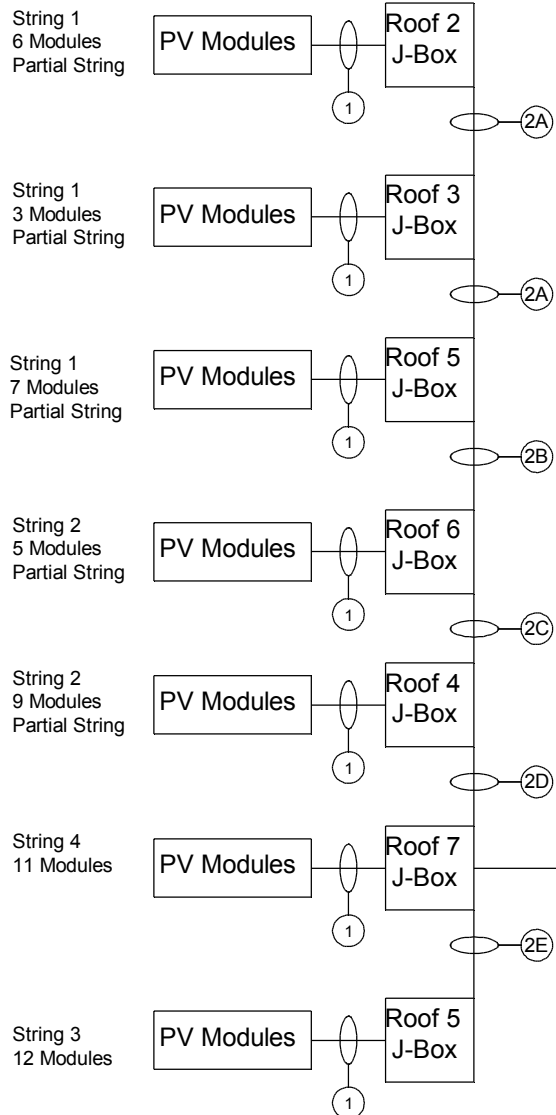 String 1
6 Modules
Partial String
PV Modules
1
Roof 2
J-Box
2A
String 1
3 Modules
Partial String
PV Modules
1
Roof 3
J-Box
2A
String 1
7 Modules
Partial String
PV Modules
1
Roof 5
J-Box
2B
String 2
5 Modules
Partial String
PV Modules
1
Roof 6
J-Box
2C
String 2
9 Modules
Partial String
PV Modules
1
Roof 4
J-Box
2D
String 4
11 Modules
PV Modules
1
Roof 7
J-Box
2E
String 3
12 Modules
PV Modules
1
Roof 5
J-Box